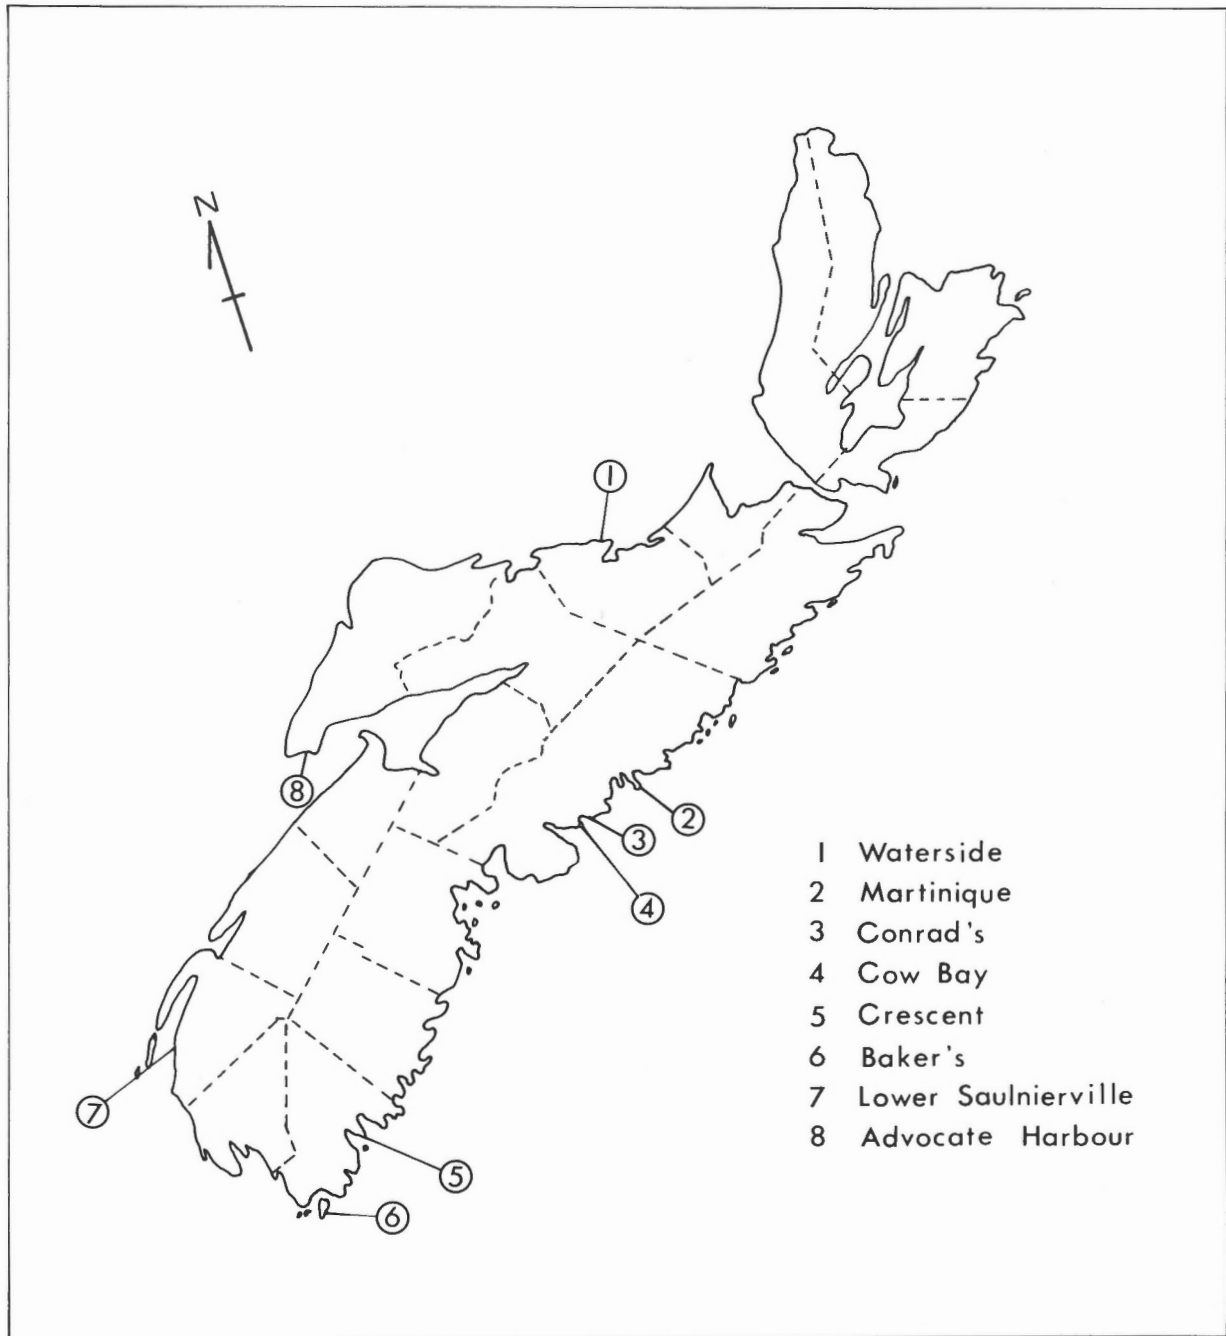 N
1
8
2
3
4
7
5
6
1 Waterside
2 Martinique
3 Conrad's
4 Cow Bay
5 Crescent
6 Baker's
7 Lower Saulnierville
8 Advocate Harbour